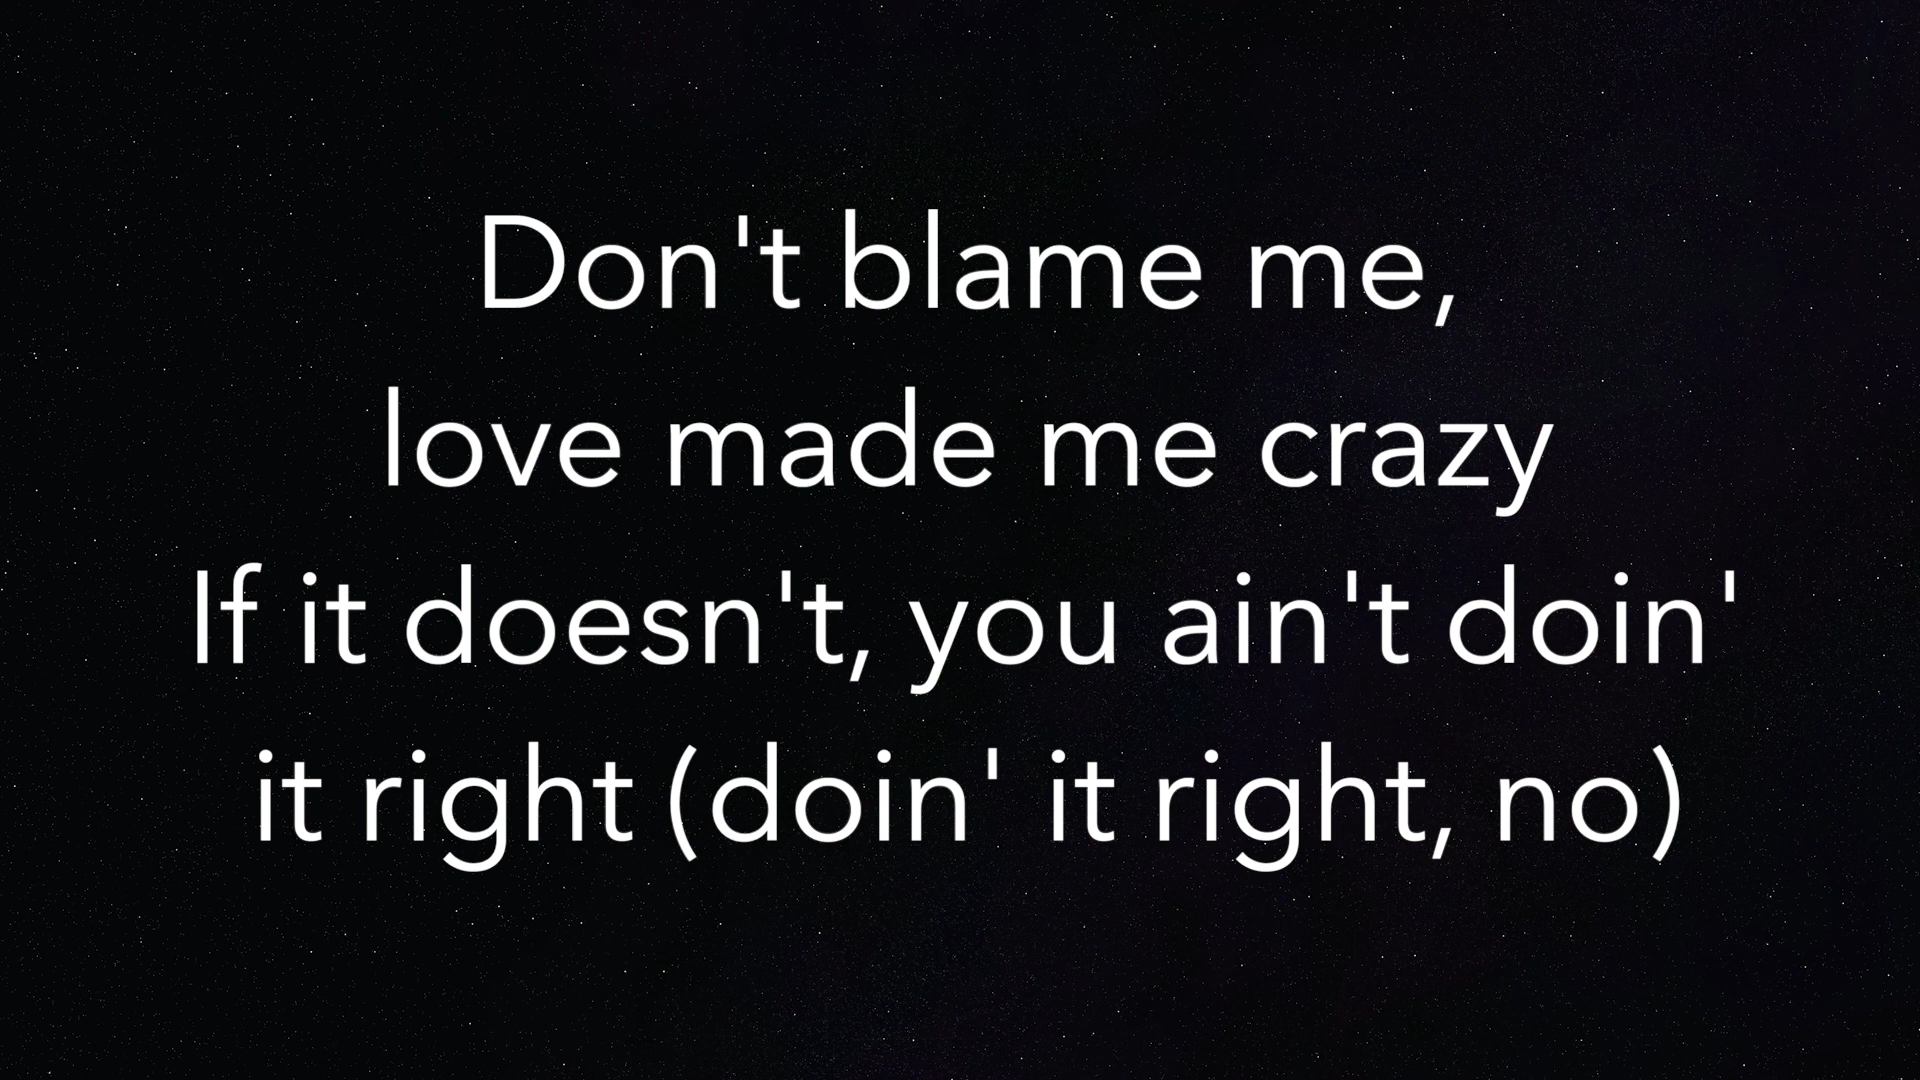 Don't blame me,
love made me crazy
If it doesn't, you ain't doin'
it right (doin' it right, no)